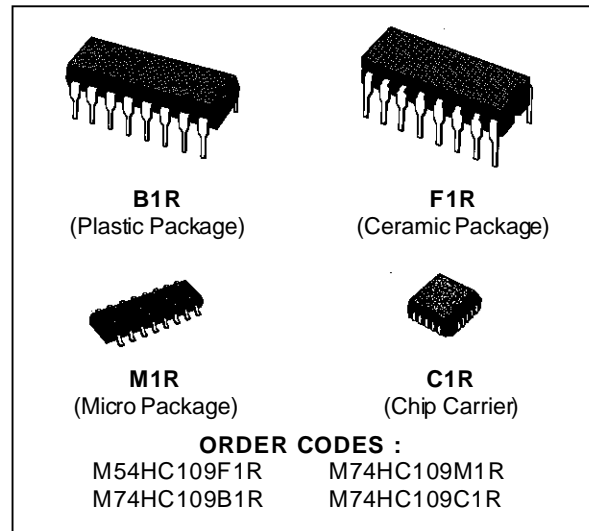 B1R
(Plastic Package)
F1R
(Ceramic Package)
M1R
(Micro Package)
C1R
(Chip Carrier)
ORDER CODES :
M54HC109F1R M74HC109M1R
M74HC109B1R M74HC109C1R